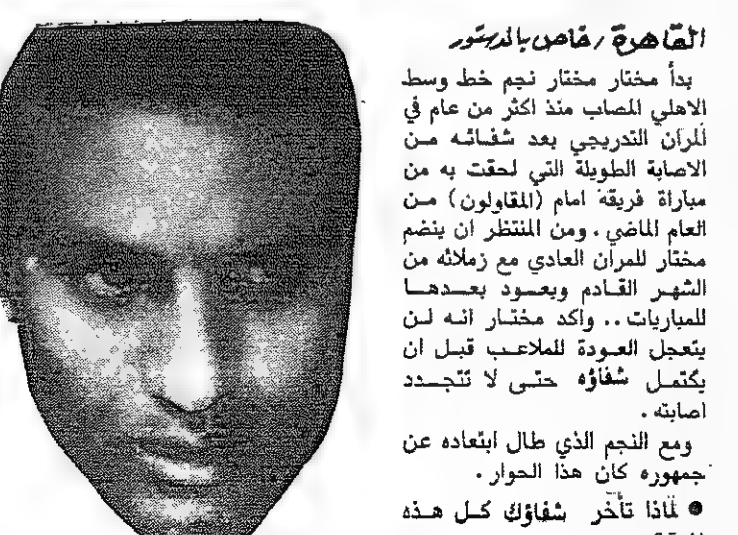 القاهرة / خاص بالدستور
بدأ مختار مختار نجم خط وسط
الاهلي المصاب منذ اكثر من عام في
المران التدريجي بعد شفائه من
الاصابة الطويلة التي لحقت به من
مباراة فريقه امام (المقاولون) من
العام الماضي . ومن المنتظر ان ينضم
مختار للمران العادي مع زملائه من
الشهر القادم ويعود بعدها
للمباريات .. واكد مختار انه لن
يتعجل العودة للملاعب قبل ان
يكتمل شفاؤه حتى لا تتجدد
اصابته .
ومع النجم الذي طال ابتعاده عن
جمهوره كان هذا الحوار .
● لماذا تأخر شفاؤك كل هذه